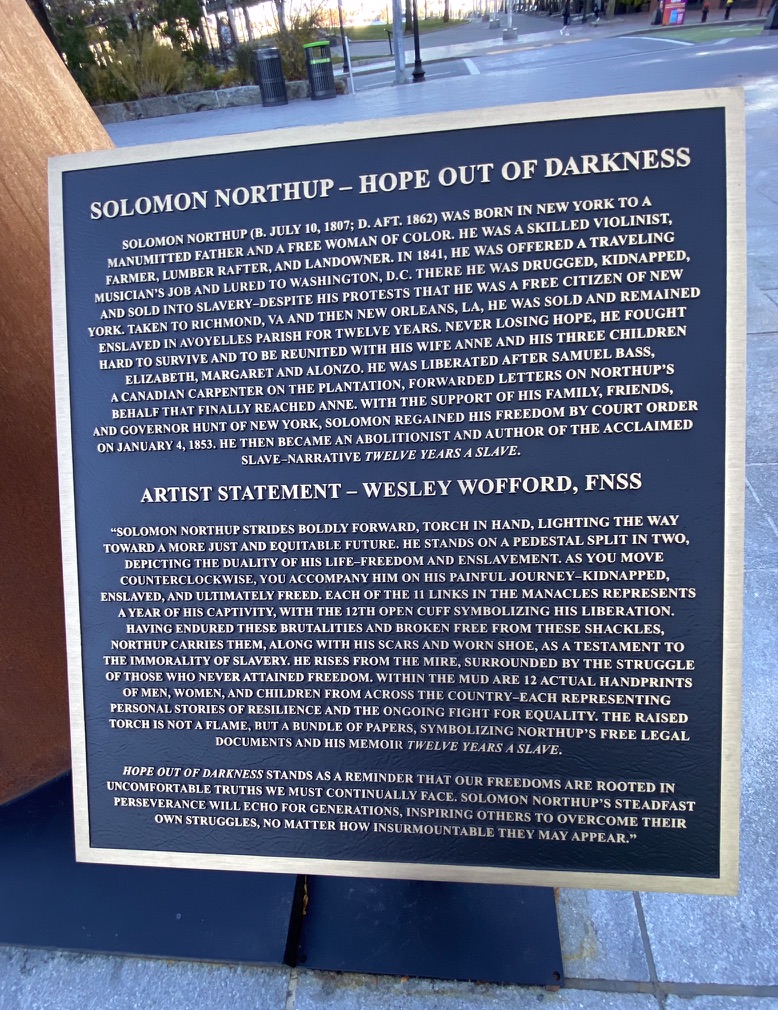 SOLOMON NORTHUP – HOPE OUT OF DARKNESS
SOLOMON NORTHUP (B. JULY 10, 1807; D. AFT. 1862) WAS BORN IN NEW YORK TO A
MANUMITTED FATHER AND A FREE WOMAN OF COLOR. HE WAS A SKILLED VIOLINIST,
FARMER, LUMBER RAFTER, AND LANDOWNER. IN 1841, HE WAS OFFERED A TRAVELING
MUSICIAN'S JOB AND LURED TO WASHINGTON, D.C. THERE HE WAS DRUGGED, KIDNAPPED,
AND SOLD INTO SLAVERY–DESPITE HIS PROTESTS THAT HE WAS A FREE CITIZEN OF NEW
YORK. TAKEN TO RICHMOND, VA AND THEN NEW ORLEANS, LA, HE WAS SOLD AND REMAINED
ENSLAVED IN AVOYELLES PARISH FOR TWELVE YEARS. NEVER LOSING HOPE, HE FOUGHT
HARD TO SURVIVE AND TO BE REUNITED WITH HIS WIFE ANNE AND HIS THREE CHILDREN
ELIZABETH, MARGARET AND ALONZO. HE WAS LIBERATED AFTER SAMUEL BASS,
A CANADIAN CARPENTER ON THE PLANTATION, FORWARDED LETTERS ON NORTHUP'S
BEHALF THAT FINALLY REACHED ANNE. WITH THE SUPPORT OF HIS FAMILY, FRIENDS,
AND GOVERNOR HUNT OF NEW YORK, SOLOMON REGAINED HIS FREEDOM BY COURT ORDER
ON JANUARY 4, 1853. HE THEN BECAME AN ABOLITIONIST AND AUTHOR OF THE ACCLAIMED
SLAVE–NARRATIVE TWELVE YEARS A SLAVE.
ARTIST STATEMENT – WESLEY WOFFORD, FNSS
“SOLOMON NORTHUP STRIDES BOLDLY FORWARD, TORCH IN HAND, LIGHTING THE WAY
TOWARD A MORE JUST AND EQUITABLE FUTURE. HE STANDS ON A PEDESTAL SPLIT IN TWO,
DEPICTING THE DUALITY OF HIS LIFE–FREEDOM AND ENSLAVEMENT. AS YOU MOVE
COUNTERCLOCKWISE, YOU ACCOMPANY HIM ON HIS PAINFUL JOURNEY–KIDNAPPED,
ENSLAVED, AND ULTIMATELY FREED. EACH OF THE 11 LINKS IN THE MANACLES REPRESENTS
A YEAR OF HIS CAPTIVITY, WITH THE 12TH OPEN CUFF SYMBOLIZING HIS LIBERATION.
HAVING ENDURED THESE BRUTALITIES AND BROKEN FREE FROM THESE SHACKLES,
NORTHUP CARRIES THEM, ALONG WITH HIS SCARS AND WORN SHOE, AS A TESTAMENT TO
THE IMMORALITY OF SLAVERY. HE RISES FROM THE MIRE, SURROUNDED BY THE STRUGGLE
OF THOSE WHO NEVER ATTAINED FREEDOM. WITHIN THE MUD ARE 12 ACTUAL HANDPRINTS
OF MEN, WOMEN, AND CHILDREN FROM ACROSS THE COUNTRY–EACH REPRESENTING
PERSONAL STORIES OF RESILIENCE AND THE ONGOING FIGHT FOR EQUALITY. THE RAISED
TORCH IS NOT A FLAME, BUT A BUNDLE OF PAPERS, SYMBOLIZING NORTHUP'S FREE LEGAL
DOCUMENTS AND HIS MEMOIR TWELVE YEARS A SLAVE.
HOPE OUT OF DARKNESS STANDS AS A REMINDER THAT OUR FREEDOMS ARE ROOTED IN
UNCOMFORTABLE TRUTHS WE MUST CONTINUALLY FACE. SOLOMON NORTHUP'S STEADFAST
PERSEVERANCE WILL ECHO FOR GENERATIONS, INSPIRING OTHERS TO OVERCOME THEIR
OWN STRUGGLES, NO MATTER HOW INSURMOUNTABLE THEY MAY APPEAR.”